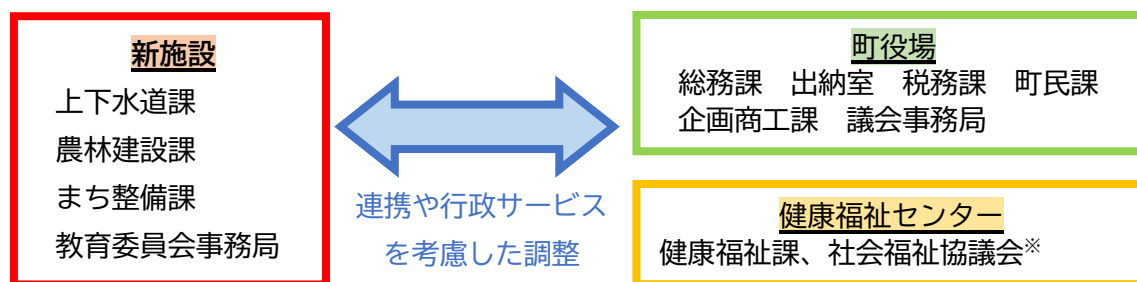 新施設
上下水道課
農林建設課
まち整備課
教育委員会事務局
連携や行政サービス
を考慮した調整
町役場
総務課 出納室 税務課 町民課
企画商工課 議会事務局
健康福祉センター
健康福祉課、社会福祉協議会※